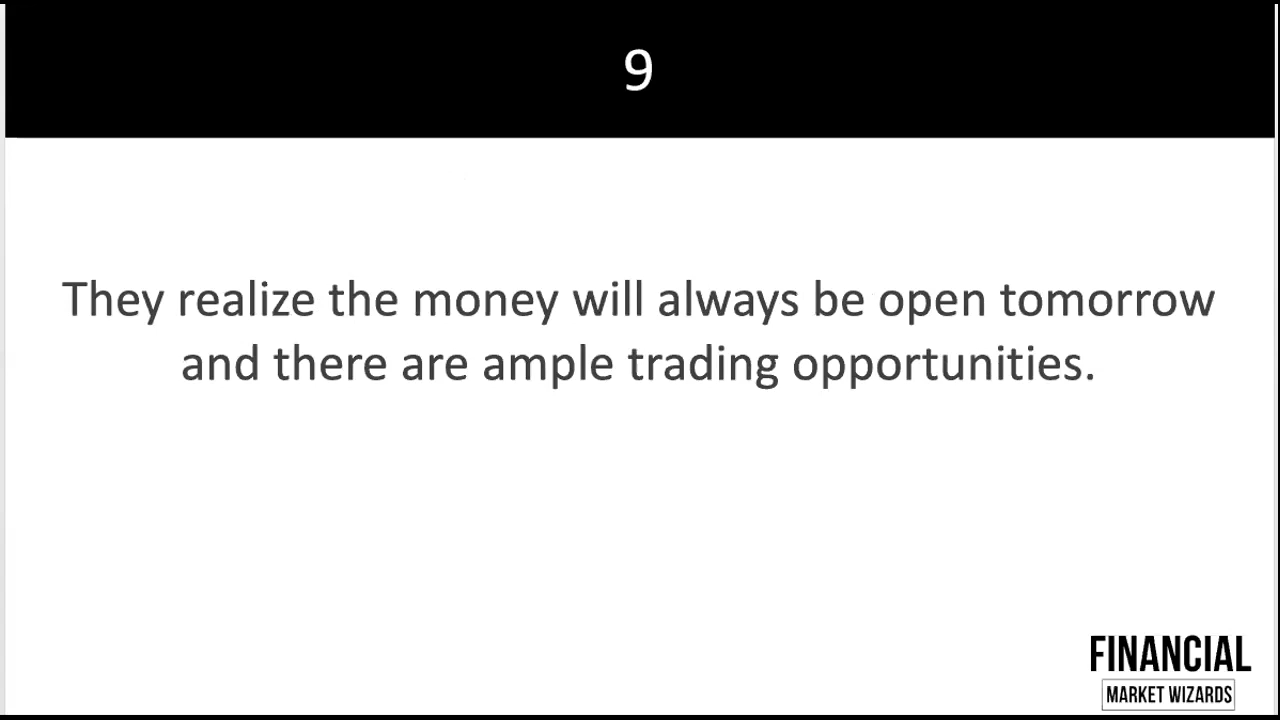 9
They realize the money will always be open tomorrow
and there are ample trading opportunities.
FINANCIAL
MARKET WIZARDS